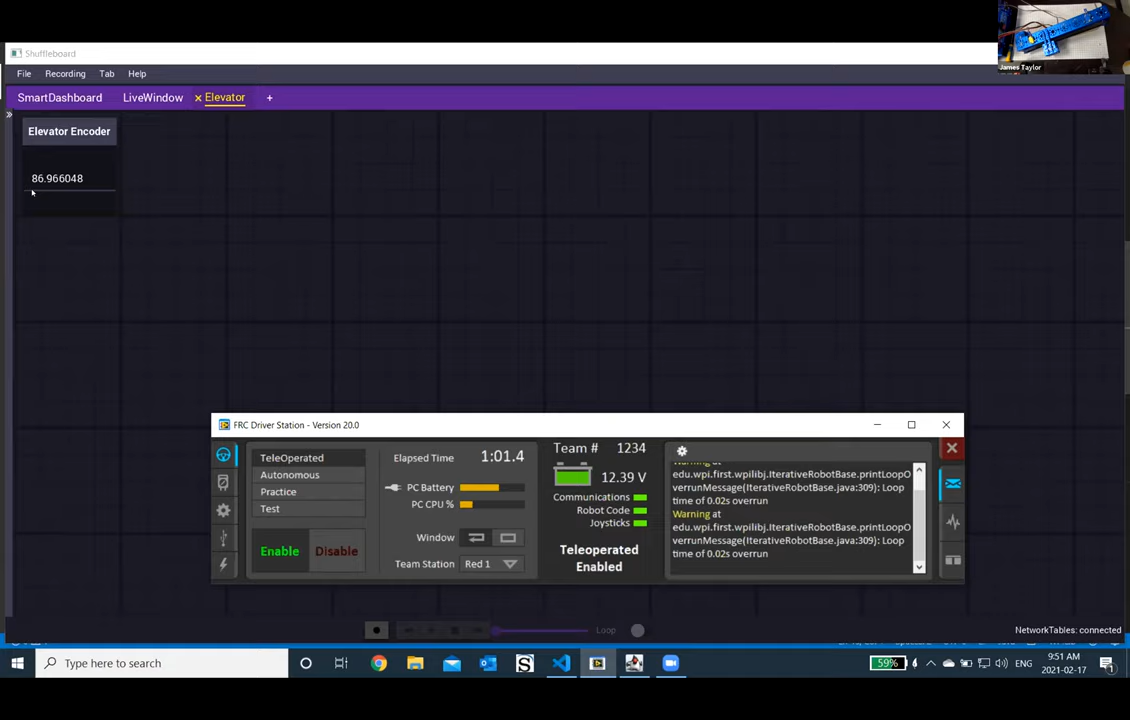 James Taylor
Shuffleboard
File Recording Tab Help
SmartDashboard LiveWindow × Elevator +
»
Elevator Encoder
86.966048
FRC Driver Station - Version 20.0
TeleOperated
Autonomous
Practice
Test
Enable Disable
Elapsed Time 1:01.4
PC Battery
PC CPU %
Window
Team Station Red 1
Team # 1234
12.39 V
Communications
Robot Code
Joysticks
Teleoperated
Enabled
Warning at
edu.wpi.first.wpilibj.IterativeRobotBase.printLoopO
verrunMessage(IterativeRobotBase.java:309): Loop
time of 0.02s overrun
Warning at
edu.wpi.first.wpilibj.IterativeRobotBase.printLoopO
verrunMessage(IterativeRobotBase.java:309): Loop
time of 0.02s overrun
Loop
NetworkTables: connected
Type here to search
59%
ENG
9:51 AM
2021-02-17
1